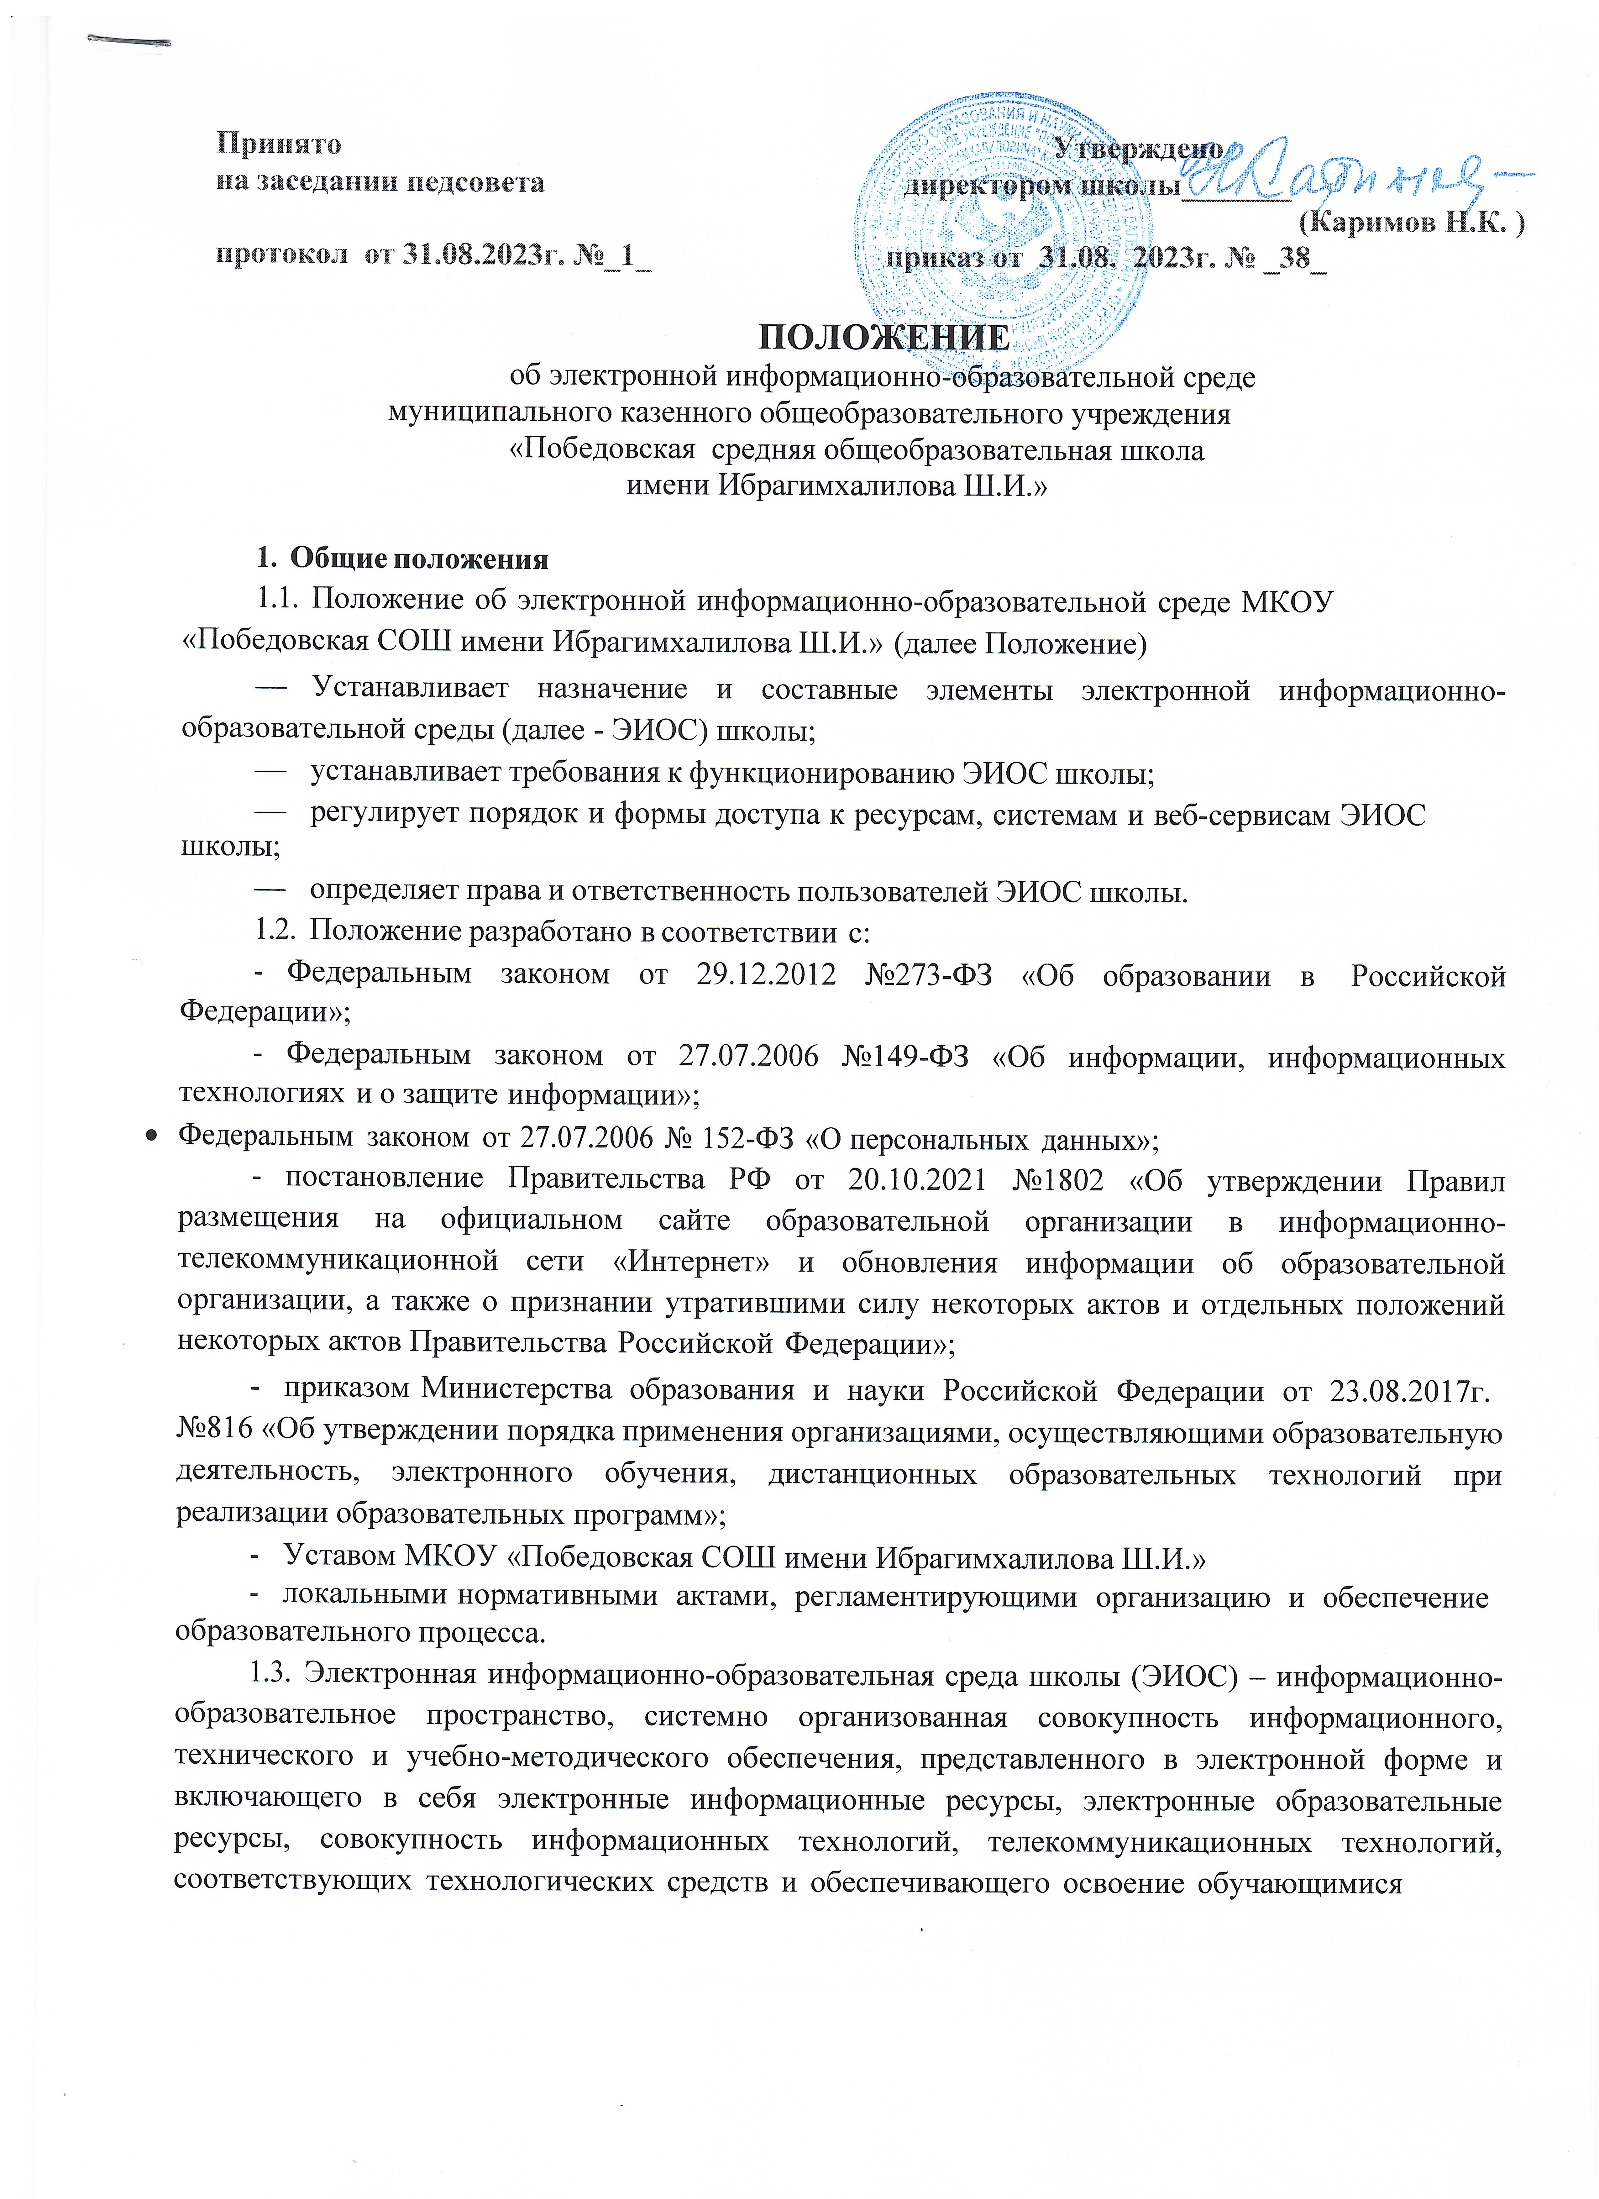 Принято
Утверждено
на заседании педсовета
директором школы_______
(Каримов Н.К. )
протокол от 31.08.2023г. №_1_
приказ от 31.08. 2023г. № _38_
ПОЛОЖЕНИЕ
об электронной информационно-образовательной среде
муниципального казенного общеобразовательного учреждения
«Победовская средняя общеобразовательная школа
имени Ибрагимхалилова Ш.И.»
1. Общие положения
1.1. Положение об электронной информационно-образовательной среде МКОУ
«Победовская СОШ имени Ибрагимхалилова Ш.И.» (далее Положение)
— Устанавливает назначение и составные элементы электронной информационно-
образовательной среды (далее - ЭИОС) школы;
— устанавливает требования к функционированию ЭИОС школы;
— регулирует порядок и формы доступа к ресурсам, системам и веб-сервисам ЭИОС
школы;
— определяет права и ответственность пользователей ЭИОС школы.
1.2. Положение разработано в соответствии с:
- Федеральным законом от 29.12.2012 №273-ФЗ «Об образовании в Российской
Федерации»;
- Федеральным законом от 27.07.2006 №149-ФЗ «Об информации, информационных
технологиях и о защите информации»;
• Федеральным законом от 27.07.2006 № 152-ФЗ «О персональных данных»;
- постановление Правительства РФ от 20.10.2021 №1802 «Об утверждении Правил
размещения на официальном сайте образовательной организации в информационно-
телекоммуникационной сети «Интернет» и обновления информации об образовательной
организации, а также о признании утратившими силу некоторых актов и отдельных положений
некоторых актов Правительства Российской Федерации»;
- приказом Министерства образования и науки Российской Федерации от 23.08.2017г.
№816 «Об утверждении порядка применения организациями, осуществляющими образовательную
деятельность, электронного обучения, дистанционных образовательных технологий при
реализации образовательных программ»;
- Уставом МКОУ «Победовская СОШ имени Ибрагимхалилова Ш.И.»
- локальными нормативными актами, регламентирующими организацию и обеспечение
образовательного процесса.
1.3. Электронная информационно-образовательная среда школы (ЭИОС) – информационно-
образовательное пространство, системно организованная совокупность информационного,
технического и учебно-методического обеспечения, представленного в электронной форме и
включающего в себя электронные информационные ресурсы, электронные образовательные
ресурсы, совокупность информационных технологий, телекоммуникационных технологий,
соответствующих технологических средств и обеспечивающего освоение обучающимися